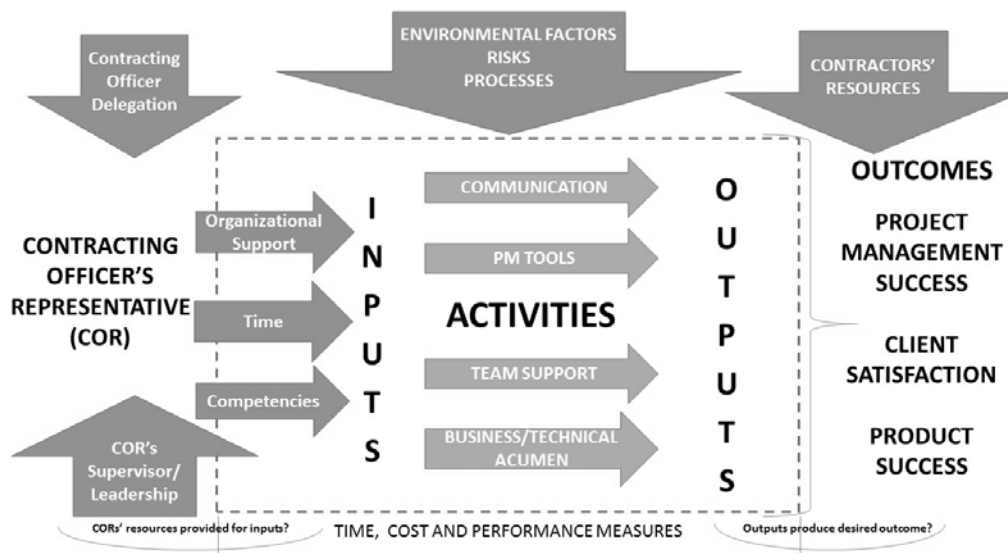 Contracting
Officer
Delegation
ENVIRONMENTAL FACTORS
RISKS
PROCESSES
CONTRACTORS'
RESOURCES
CONTRACTING
OFFICER'S
REPRESENTATIVE
(COR)
COR's
Supervisor/
Leadership
Organizational
Support
Time
Competencies
INPUTS
COMMUNICATION
PM TOOLS
ACTIVITIES
TEAM SUPPORT
BUSINESS/TECHNICAL
ACUMEN
OUTPUTS
OUTCOMES
PROJECT
MANAGEMENT
SUCCESS
CLIENT
SATISFACTION
PRODUCT
SUCCESS
CORs' resources provided for inputs?
TIME, COST AND PERFORMANCE MEASURES
Outputs produce desired outcome?